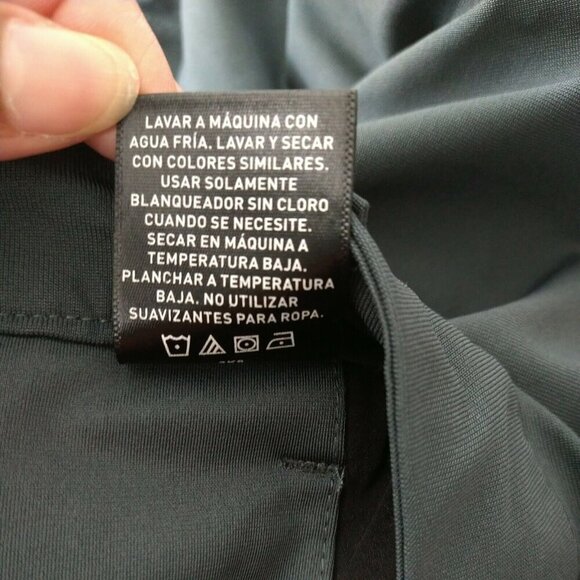 LAVAR A MÁQUINA CON
AGUA FRÍA. LAVAR Y SECAR
CON COLORES SIMILARES.
USAR SOLAMENTE
BLANQUEADOR SIN CLORO
CUANDO SE NECESITE.
SECAR EN MÁQUINA A
TEMPERATURA BAJA.
PLANCHAR A TEMPERATURA
BAJA. NO UTILIZAR
SUAVIZANTES PARA ROPA.